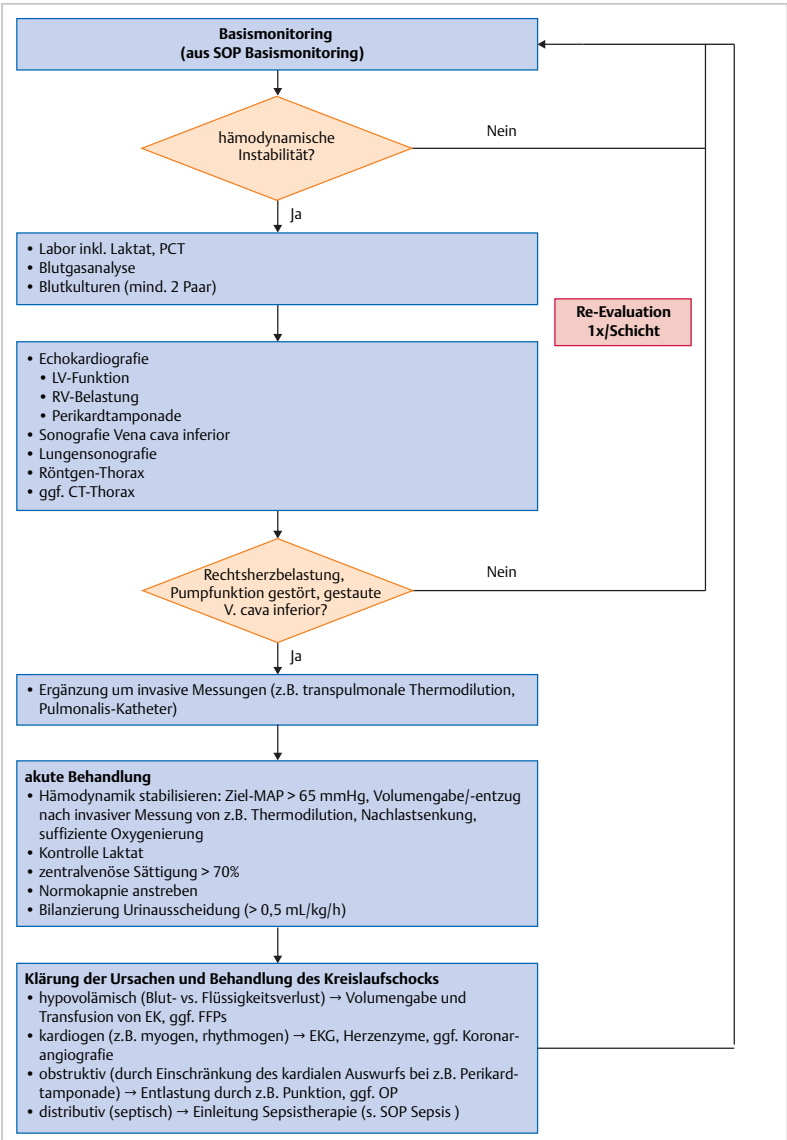 Basismonitoring
(aus SOP Basismonitoring)
hämodynamische
Instabilität?
Nein
Ja
• Labor inkl. Laktat, PCT
• Blutgasanalyse
• Blutkulturen (mind. 2 Paar)
Re-Evaluation
1x/Schicht
• Echokardiografie
• LV-Funktion
• RV-Belastung
• Perikardtamponade
• Sonografie Vena cava inferior
• Lungensonografie
• Röntgen-Thorax
• ggf. CT-Thorax
Rechtsherzbelastung,
Pumpfunktion gestört, gestaute
V. cava inferior?
Nein
Ja
• Ergänzung um invasive Messungen (z.B. transpulmonale Thermodilution,
Pulmonalis-Katheter)
akute Behandlung
• Hämodynamik stabilisieren: Ziel-MAP > 65 mmHg, Volumengabe/-entzug
nach invasiver Messung von z.B. Thermodilution, Nachlastsenkung,
suffiziente Oxygenierung
• Kontrolle Laktat
• zentralvenöse Sättigung > 70%
• Normokapnie anstreben
• Bilanzierung Urinausscheidung (> 0,5 mL/kg/h)
Klärung der Ursachen und Behandlung des Kreislaufschocks
• hypovolämisch (Blut- vs. Flüssigkeitsverlust) → Volumengabe und
Transfusion von EK, ggf. FFPs
• kardiogen (z.B. myogen, rhythmogen) → EKG, Herzenzyme, ggf. Koronar-
angiografie
• obstruktiv (durch Einschränkung des kardialen Auswurfs bei z.B. Perikard-
tamponade) → Entlastung durch z.B. Punktion, ggf. OP
• distributiv (septisch) → Einleitung Sepsistherapie (s. SOP Sepsis )